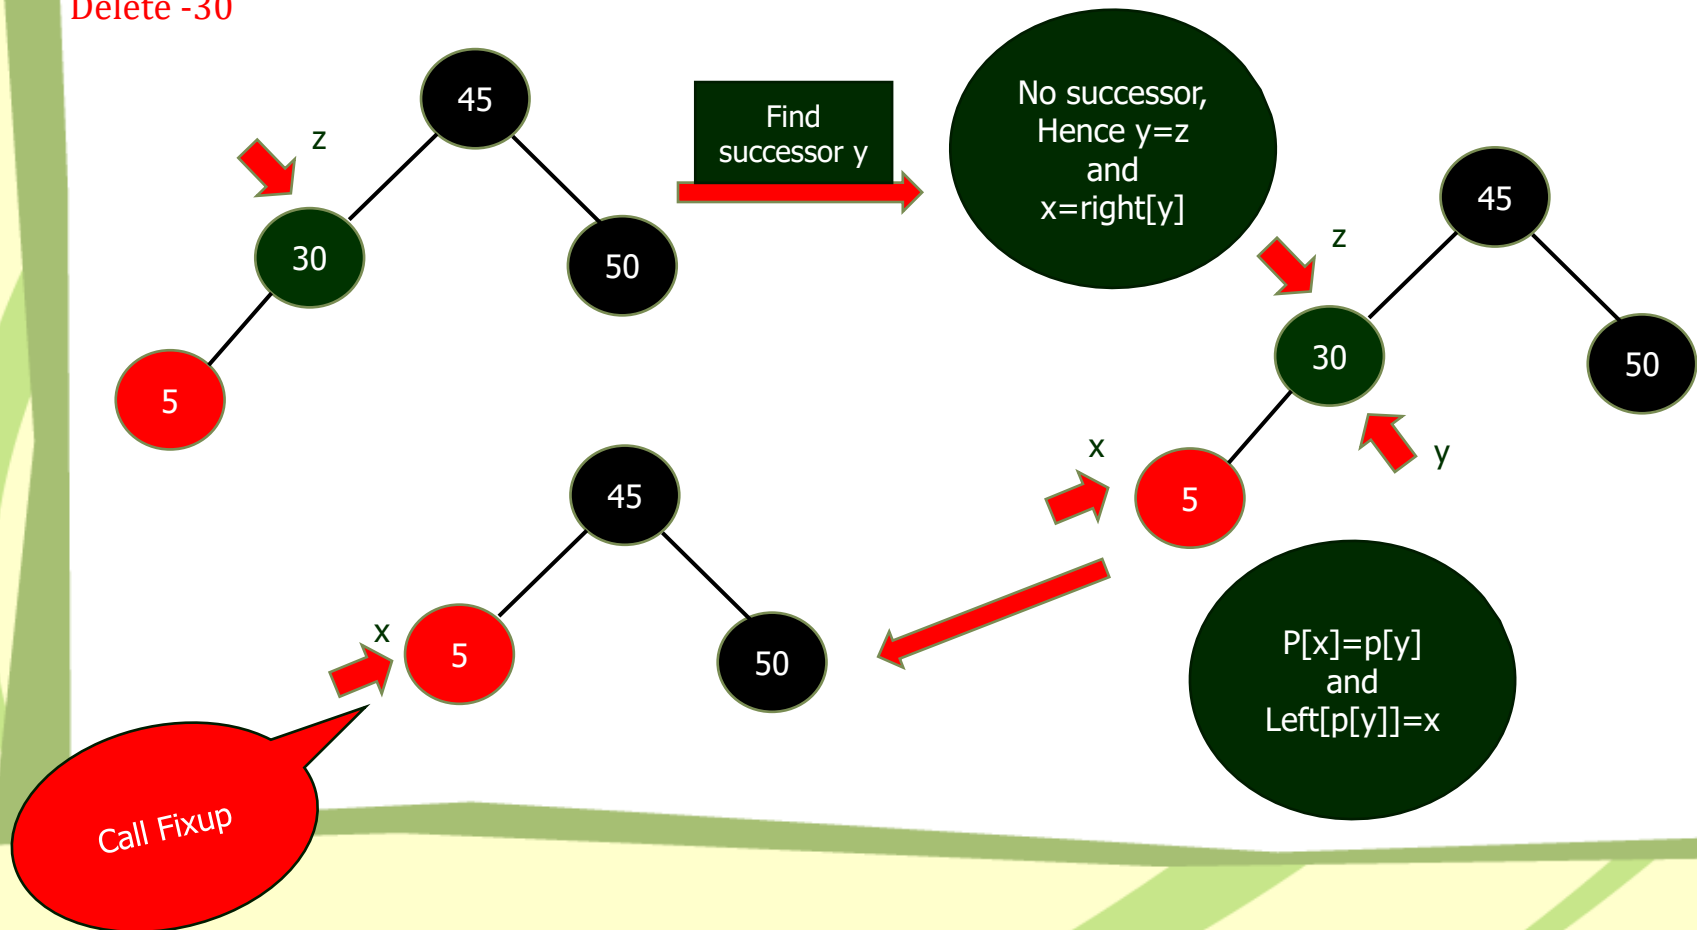 Delete -30
45
z
30
50
5
Find
successor y
No successor,
Hence y=z
and
x=right[y]
45
z
30
50
y
x
5
P[x]=p[y]
and
Left[p[y]]=x
45
x
5
50
Call Fixup